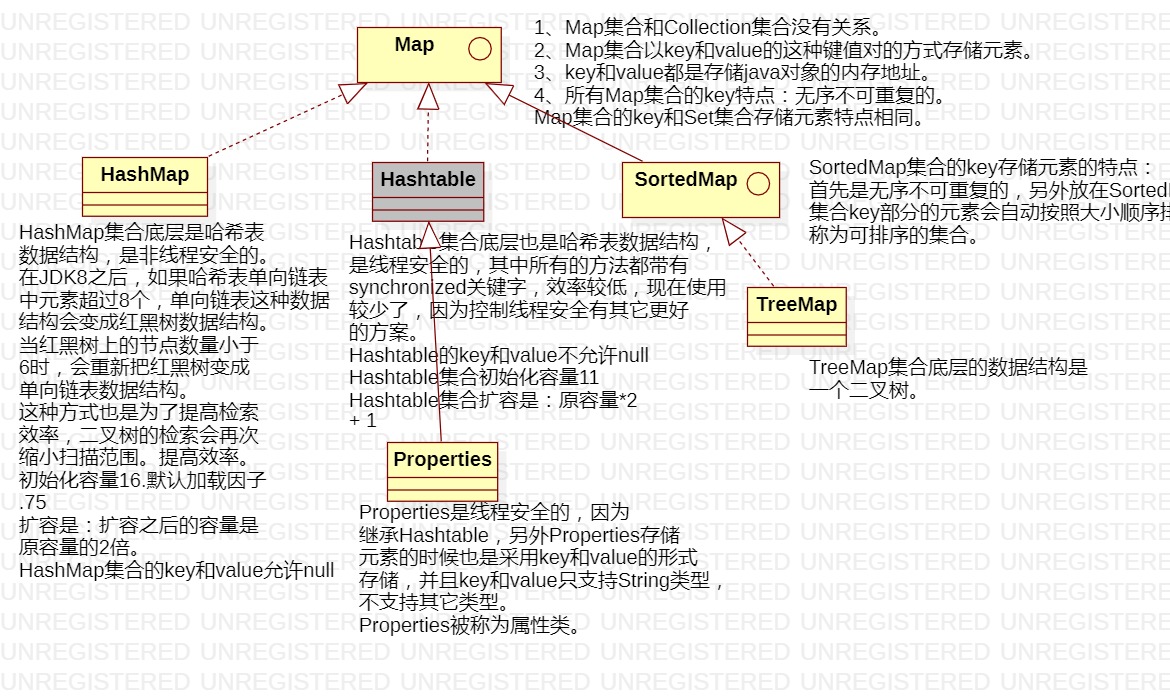 Map
1、Map集合和Collection集合没有关系。
2、Map集合以key和value的这种键值对的方式存储元素。
3、key和value都是存储java对象的内存地址。
4、所有Map集合的key特点：无序不可重复的。
Map集合的key和Set集合存储元素特点相同。
HashMap
HashMap集合底层是哈希表
数据结构，是非线程安全的。
在JDK8之后，如果哈希表单向链表
中元素超过8个，单向链表这种数据
结构会变成红黑树数据结构。
当红黑树上的节点数量小于
6时，会重新把红黑树变成
单向链表数据结构。
这种方式也是为了提高检索
效率，二叉树的检索会再次
缩小扫描范围。提高效率。
初始化容量16.默认加载因子
.75
扩容是：扩容之后的容量是
原容量的2倍。
HashMap集合的key和value允许null
Hashtable
Hashtable集合底层也是哈希表数据结构，
是线程安全的，其中所有的方法都带有
synchronized关键字，效率较低，现在使用
较少了，因为控制线程安全有其它更好
的方案。
Hashtable的key和value不允许null
Hashtable集合初始化容量11
Hashtable集合扩容是：原容量*2
+ 1
Properties
Properties是线程安全的，因为
继承Hashtable，另外Properties存储
元素的时候也是采用key和value的形式
存储，并且key和value只支持String类型，
不支持其它类型。
Properties被称为属性类。
SortedMap
SortedMap集合的key存储元素的特点：
首先是无序不可重复的，另外放在Sorted
集合key部分的元素会自动按照大小顺序排
称为可排序的集合。
TreeMap
TreeMap集合底层的数据结构是
一个二叉树。